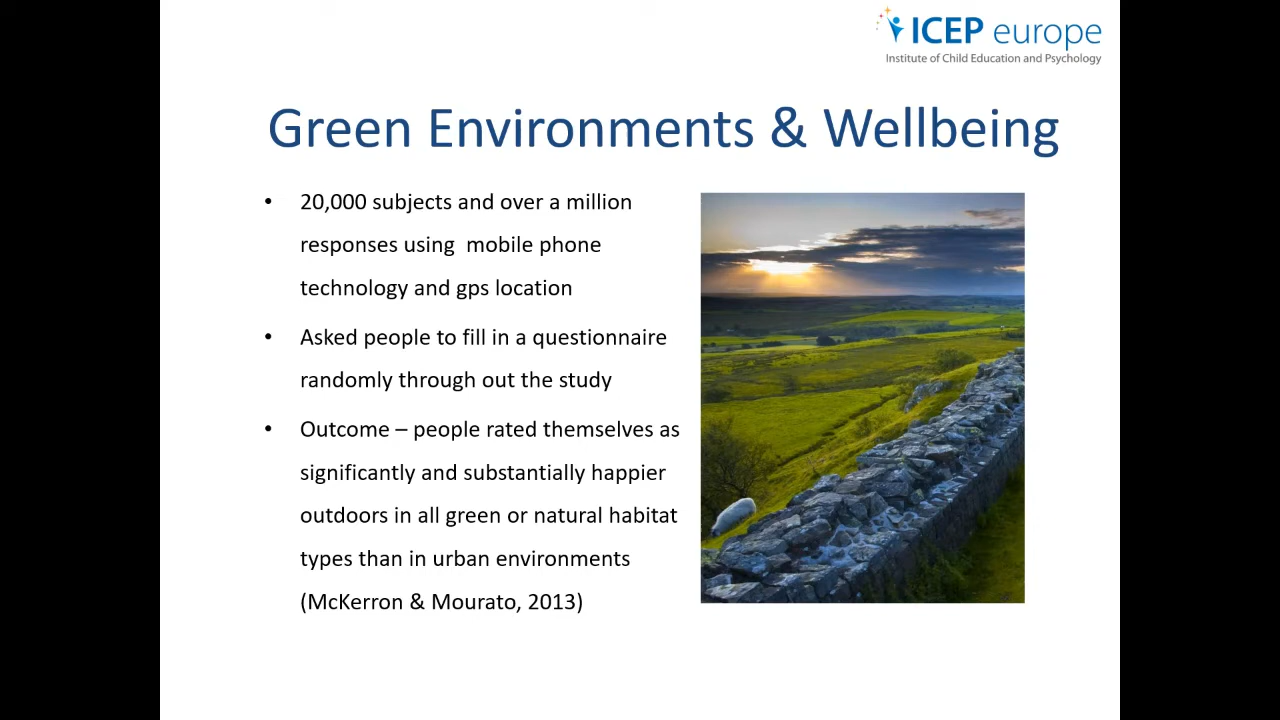 ICEP europe
Institute of Child Education and Psychology
Green Environments & Wellbeing
• 20,000 subjects and over a million
responses using  mobile phone
technology and gps location
• Asked people to fill in a questionnaire
randomly through out the study
• Outcome – people rated themselves as
significantly and substantially happier
outdoors in all green or natural habitat
types than in urban environments
(McKerron & Mourato, 2013)